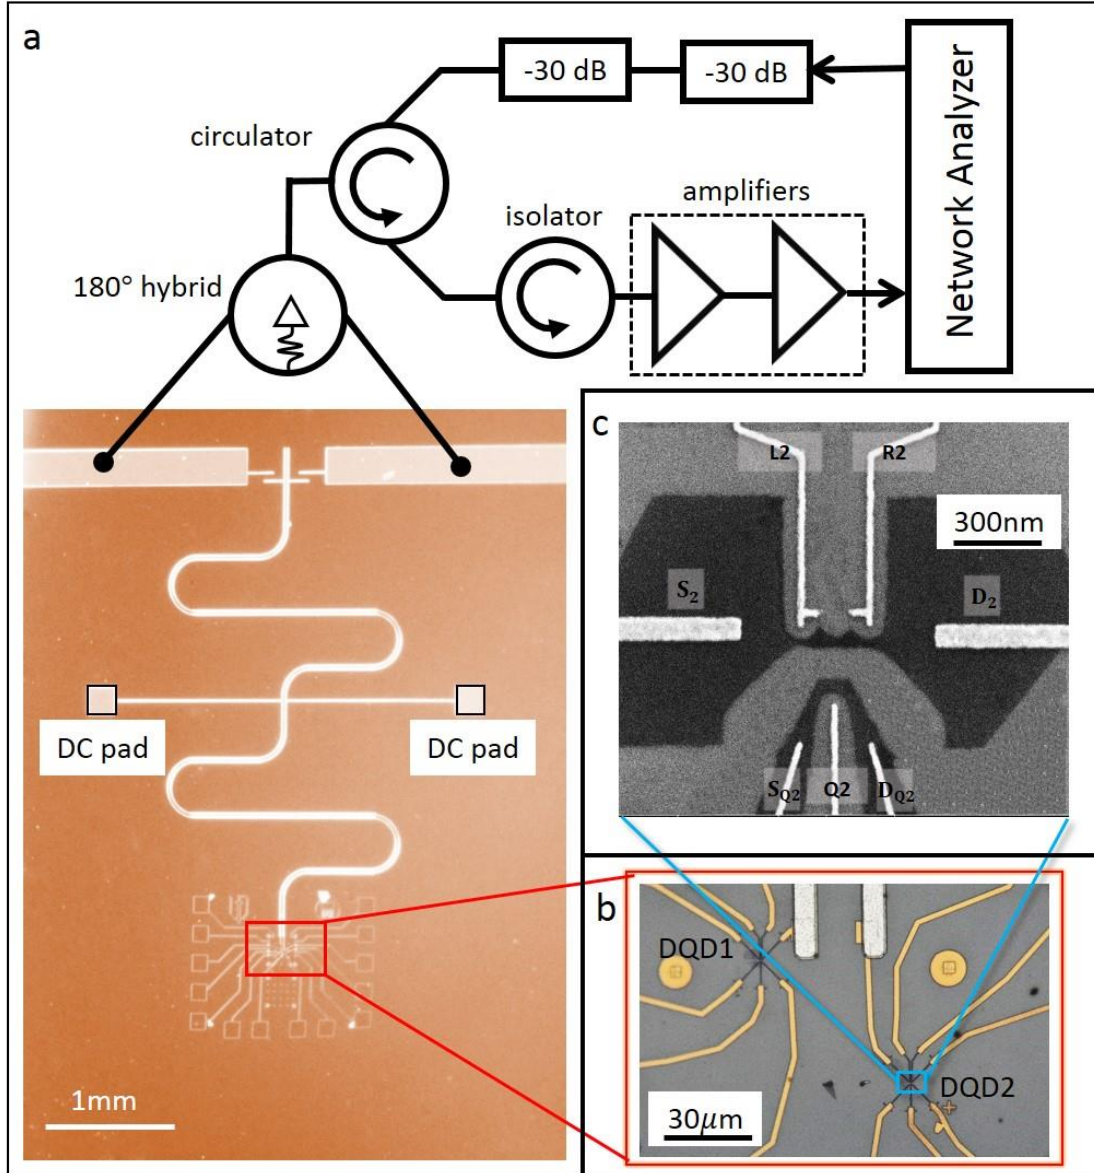 a
-30 dB
-30 dB
Network Analyzer
circulator
isolator
amplifiers
180° hybrid
DC pad
DC pad
1mm
c
L2
R2
300nm
S2
D2
SQ2
Q2
DQ2
b
DQD1
DQD2
30μm